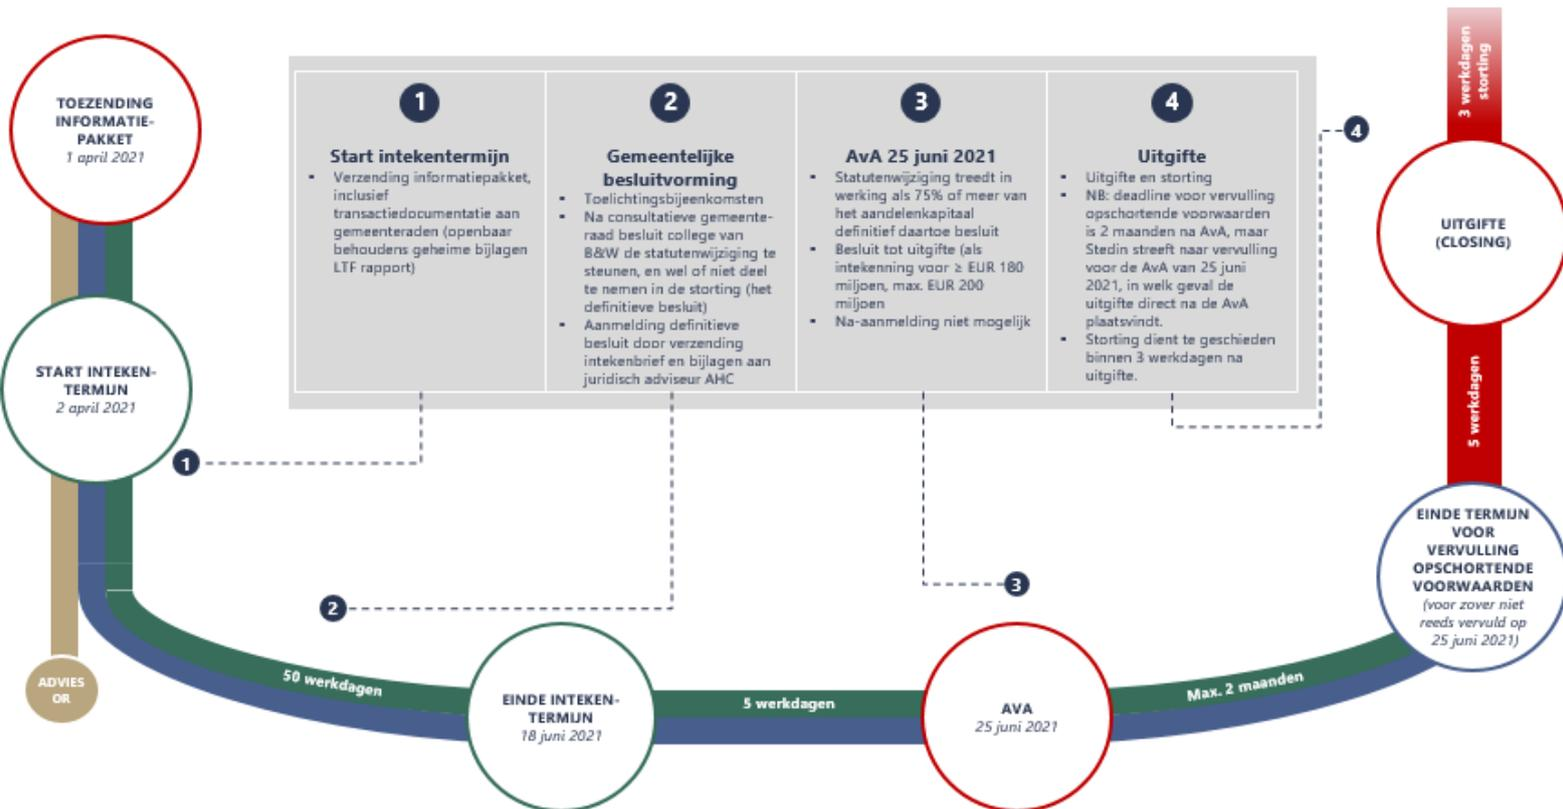 TOEZENDING
INFORMATIE-
PAKKET
1 april 2021
START INTEKEN-
TERMIJN
2 april 2021
1
ADVIES
OR
1
Start intekentermijn
▪ Verzending informatiepakket,
inclusief
transactiedocumentatie aan
gemeenteraden (openbaar
behoudens geheime bijlagen
LTF rapport)
2
Gemeentelijke
besluitvorming
▪ Toelichtingsbijeenkomsten
▪ Na consultatieve gemeente-
raad besluit college van
B&W de statutenwijziging te
steunen, en wel of niet deel
te nemen in de storting (het
definitieve besluit)
▪ Aanmelding definitieve
besluit door verzending
intekenbrief en bijlagen aan
juridisch adviseur AHC
3
AvA 25 juni 2021
▪ Statutenwijziging treedt in
werking als 75% of meer van
het aandelenkapitaal
definitief daartoe besluit
▪ Besluit tot uitgifte (als
intekenning voor ≥ EUR 180
miljoen, max. EUR 200
miljoen
▪ Na-aanmelding niet mogelijk
4
Uitgifte
▪ Uitgifte en storting
▪ NB: deadline voor vervulling
opschortende voorwaarden
is 2 maanden na AvA, maar
Stedin streeft naar vervulling
voor de AvA van 25 juni
2021, in welk geval de
uitgifte direct na de AvA
plaatsvindt.
▪ Storting dient te geschieden
binnen 3 werkdagen na
uitgifte.
2
50 werkdagen
EINDE INTEKEN-
TERMIJN
18 juni 2021
5 werkdagen
3
AVA
25 juni 2021
Max. 2 maanden
EINDE TERMIJN
VOOR
VERVULLING
OPSCHORTENDE
VOORWAARDEN
(voor zover niet
reeds vervuld op
25 juni 2021)
5 werkdagen
UITGIFTE
(CLOSING)
4
3 werkdagen
storting